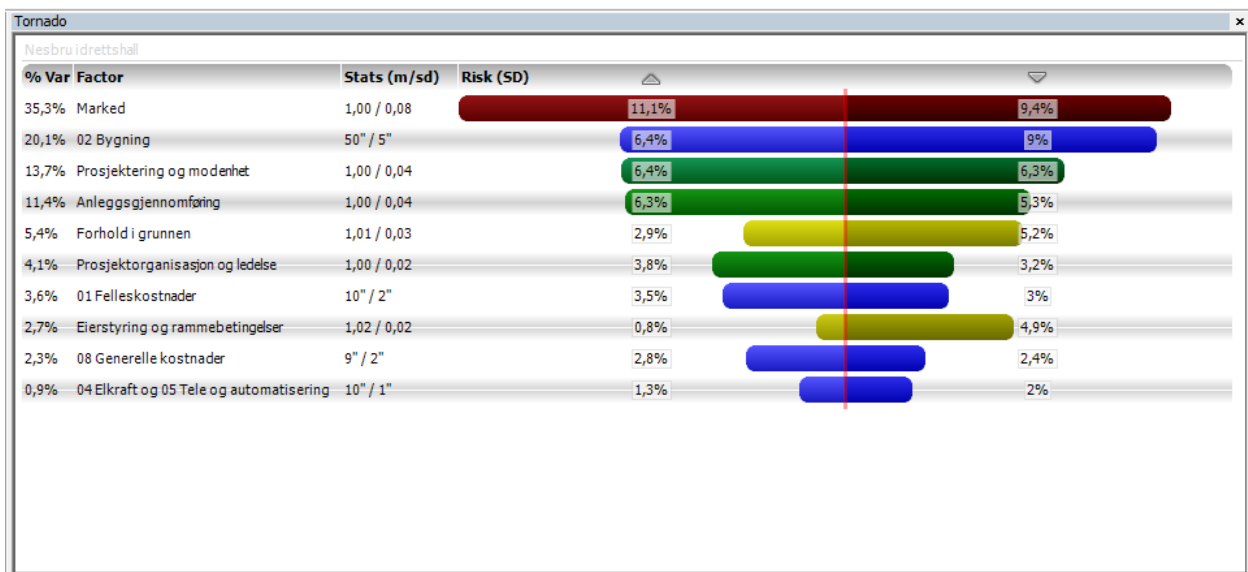 Tornado
Nesbru idrettshall
% Var Factor Stats (m/sd) Risk (SD)
35,3% Marked 1,00 / 0,08 11,1% 9,4%
20,1% 02 Bygning 50" / 5" 6,4% 9%
13,7% Prosjektering og modenhet 1,00 / 0,04 6,4% 6,3%
11,4% Anleggsgjennomføring 1,00 / 0,04 6,3% 5,3%
5,4% Forhold i grunnen 1,01 / 0,03 2,9% 5,2%
4,1% Prosjektorganisasjon og ledelse 1,00 / 0,02 3,8% 3,2%
3,6% 01 Felleskostnader 10" / 2" 3,5% 3%
2,7% Eierstyring og rammebetingelser 1,02 / 0,02 0,8% 4,9%
2,3% 08 Generelle kostnader 9" / 2" 2,8% 2,4%
0,9% 04 Elkraft og 05 Tele og automatisering 10" / 1" 1,3% 2%